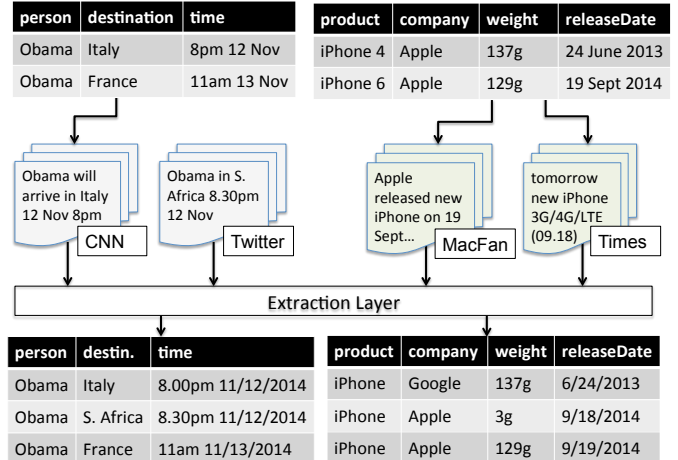 person destination time
Obama Italy 8pm 12 Nov
Obama France 11am 13 Nov
product company weight releaseDate
iPhone 4 Apple 137g 24 June 2013
iPhone 6 Apple 129g 19 Sept 2014
Obama will
arrive in Italy
12 Nov 8pm
CNN
Obama in S.
Africa 8.30pm
12 Nov
Twitter
Apple
released new
iPhone on 19
Sept...
MacFan
tomorrow
new iPhone
3G/4G/LTE
(09.18)
Times
Extraction Layer
person destin. time
Obama Italy 8.00pm 11/12/2014
Obama S. Africa 8.30pm 11/12/2014
Obama France 11am 11/13/2014
product company weight releaseDate
iPhone Google 137g 6/24/2013
iPhone Apple 3g 9/18/2014
iPhone Apple 129g 9/19/2014